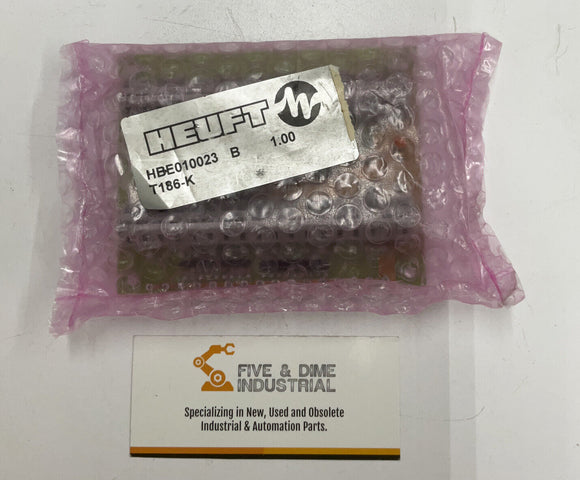 HEUFT
HBE010023 B 1.00
T186-K
FIVE & DIME
INDUSTRIAL
Specializing in New, Used and Obsolete
Industrial & Automation Parts.